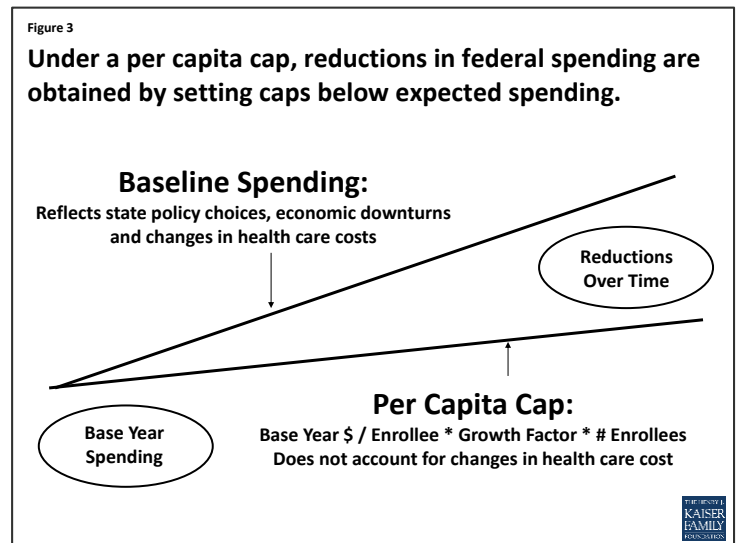 Figure 3
Under a per capita cap, reductions in federal spending are
obtained by setting caps below expected spending.
Baseline Spending:
Reflects state policy choices, economic downturns
and changes in health care costs
Reductions
Over Time
Base Year
Spending
Per Capita Cap:
Base Year $ / Enrollee * Growth Factor * # Enrollees
Does not account for changes in health care cost
THE HENRY J.
KAISER
FAMILY
FOUNDATION